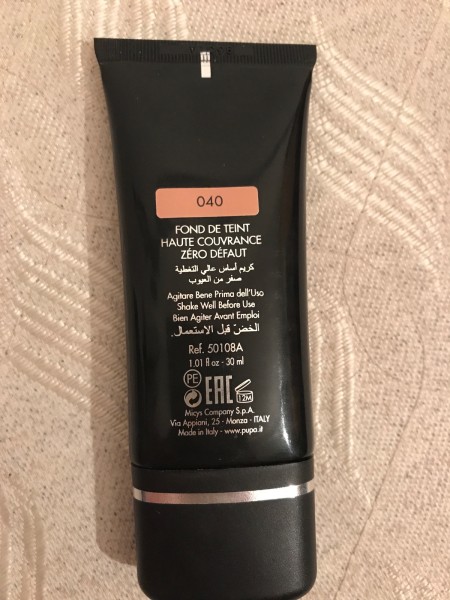 040
FOND DE TEINT
HAUTE COUVRANCE
ZÉRO DÉFAUT
كريم أساس عالي التغطية
صفر من العيوب
Agitare Bene Prima dell'Uso
Shake Well Before Use
Bien Agiter Avant Emploi
الخضّ قبل الاستعمال.
Ref. 50108A
1.01 fl oz - 30 ml
PE
EAC
12M
Micys Company S.p.A.
Via Appiani, 25 - Monza - ITALY
Made in Italy - www.pupa.it